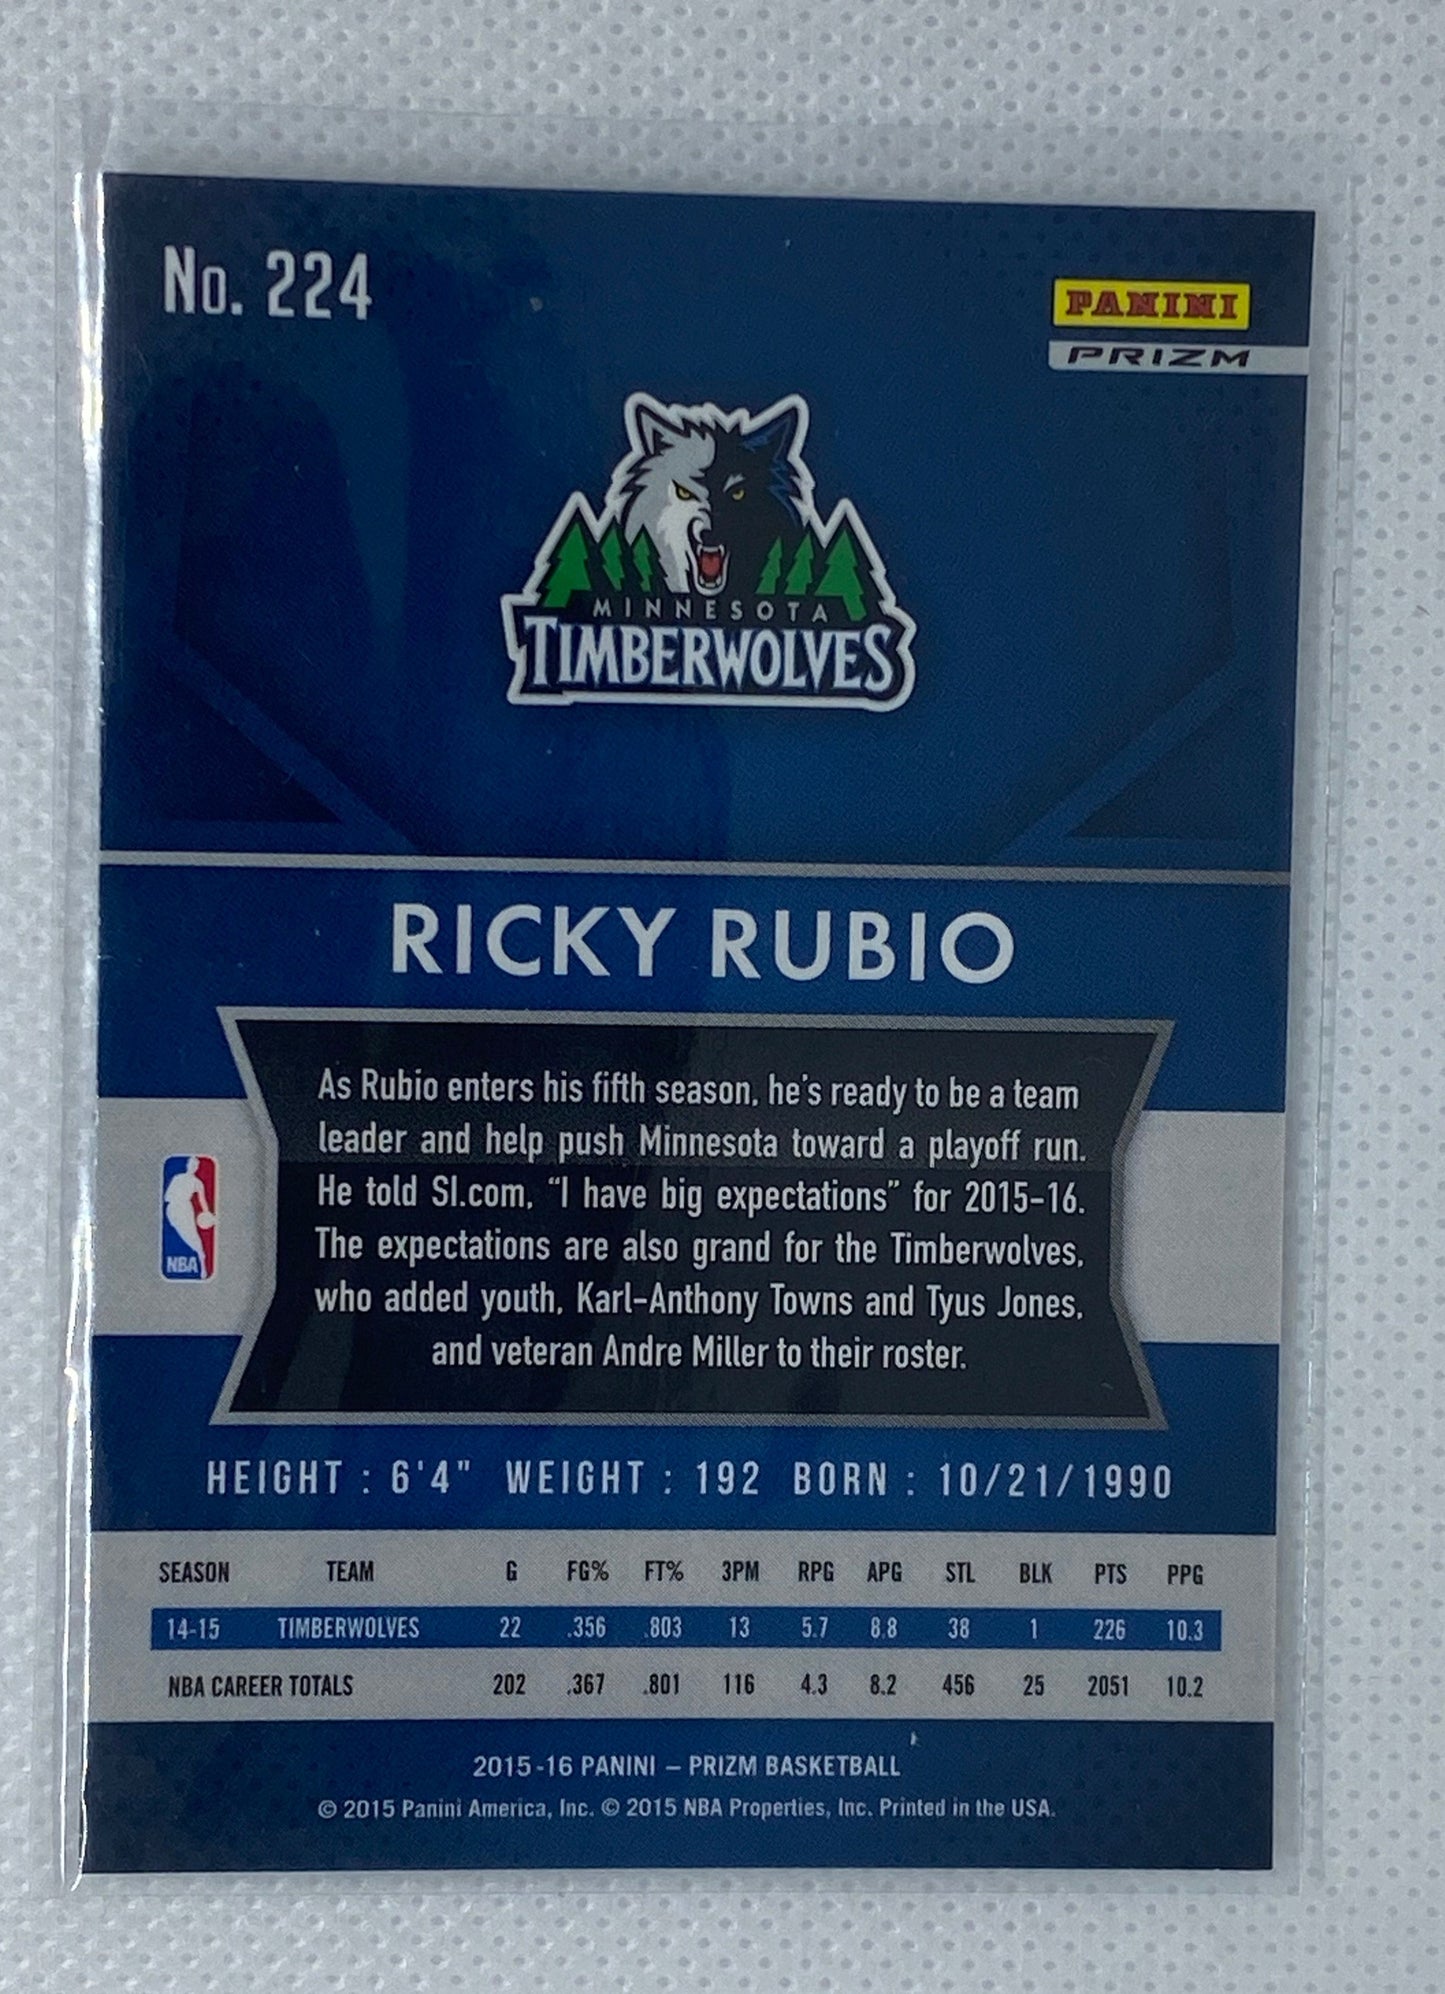 No. 224
PANINI
PRIZM
MINNESOTA
TIMBERWOLVES
RICKY RUBIO
As Rubio enters his fifth season, he's ready to be a team
leader and help push Minnesota toward a playoff run.
He told SI.com, "I have big expectations" for 2015-16.
The expectations are also grand for the Timberwolves,
who added youth, Karl-Anthony Towns and Tyus Jones,
and veteran Andre Miller to their roster.
NBA
HEIGHT : 6'4" WEIGHT : 192 BORN : 10/21/1990
SEASON TEAM G FG% FT% 3PM RPG APG STL BLK PTS PPG
14-15 TIMBERWOLVES 22 .356 .803 13 5.7 8.8 38 1 226 10.3
NBA CAREER TOTALS 202 .367 .801 116 4.3 8.2 456 25 2051 10.2
2015-16 PANINI – PRIZM BASKETBALL
© 2015 Panini America, Inc. © 2015 NBA Properties, Inc. Printed in the USA.